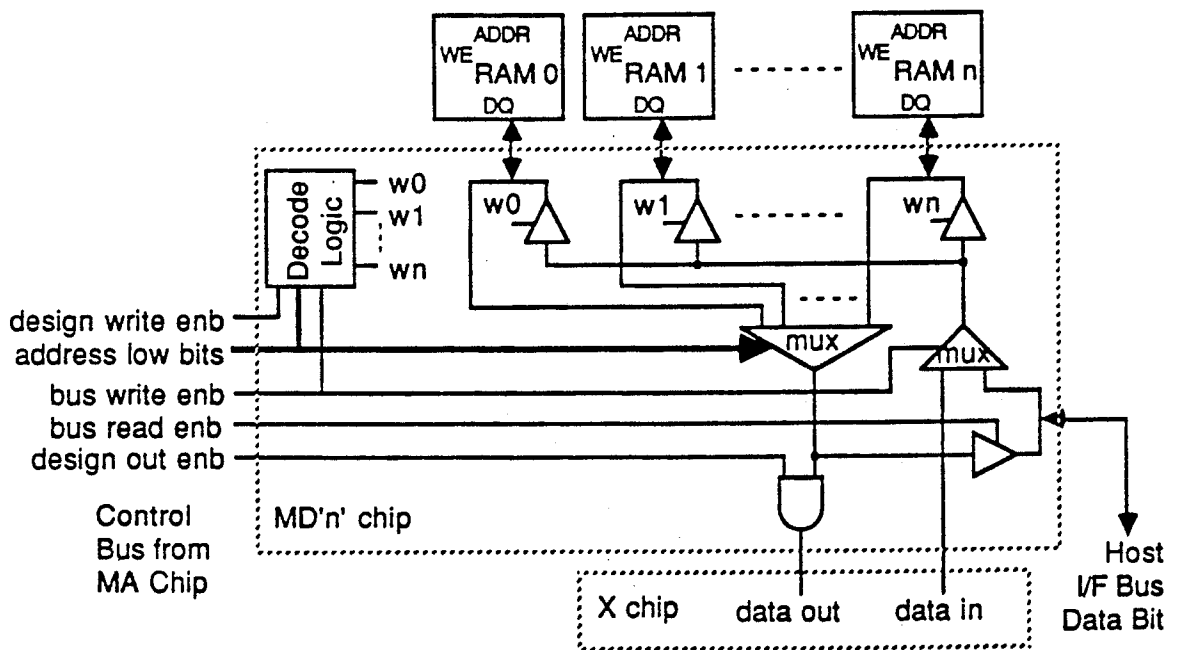 ADDR
WE
RAM 0
DQ
ADDR
WE
RAM 1
DQ
ADDR
WE
RAM n
DQ
Decode
Logic
w0
w1
wn
w0
w1
wn
design write enb
address low bits
bus write enb
bus read enb
design out enb
mux
mux
Control
Bus from
MA Chip
MD'n' chip
Host
I/F Bus
Data Bit
X chip
data out
data in